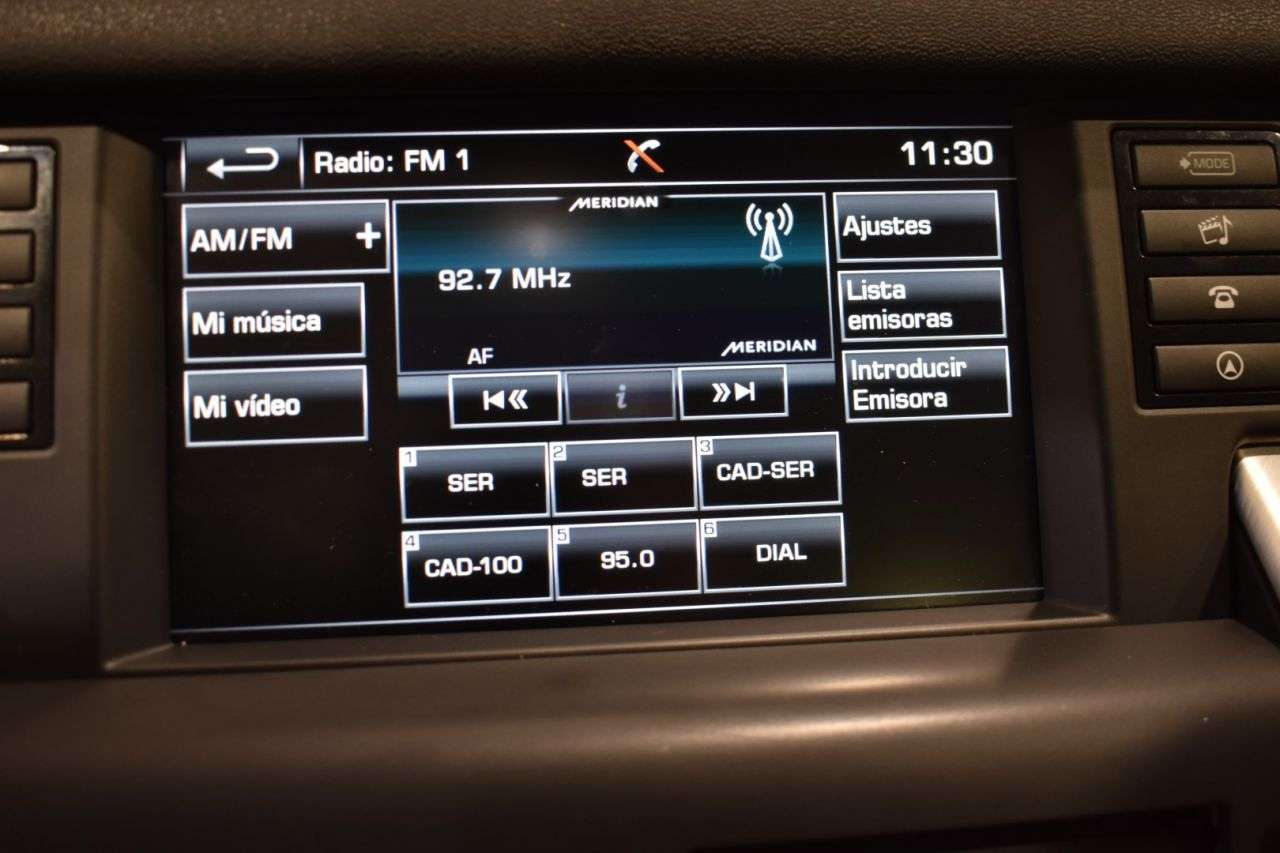 Radio: FM 1
11:30
MODE
AM/FM +
MERIDIAN
Ajustes
92.7 MHz
Mi música
Lista
emisoras
AF
MERIDIAN
Mi vídeo
i
Introducir
Emisora
1 SER
2 SER
3 CAD-SER
4 CAD-100
5 95.0
6 DIAL